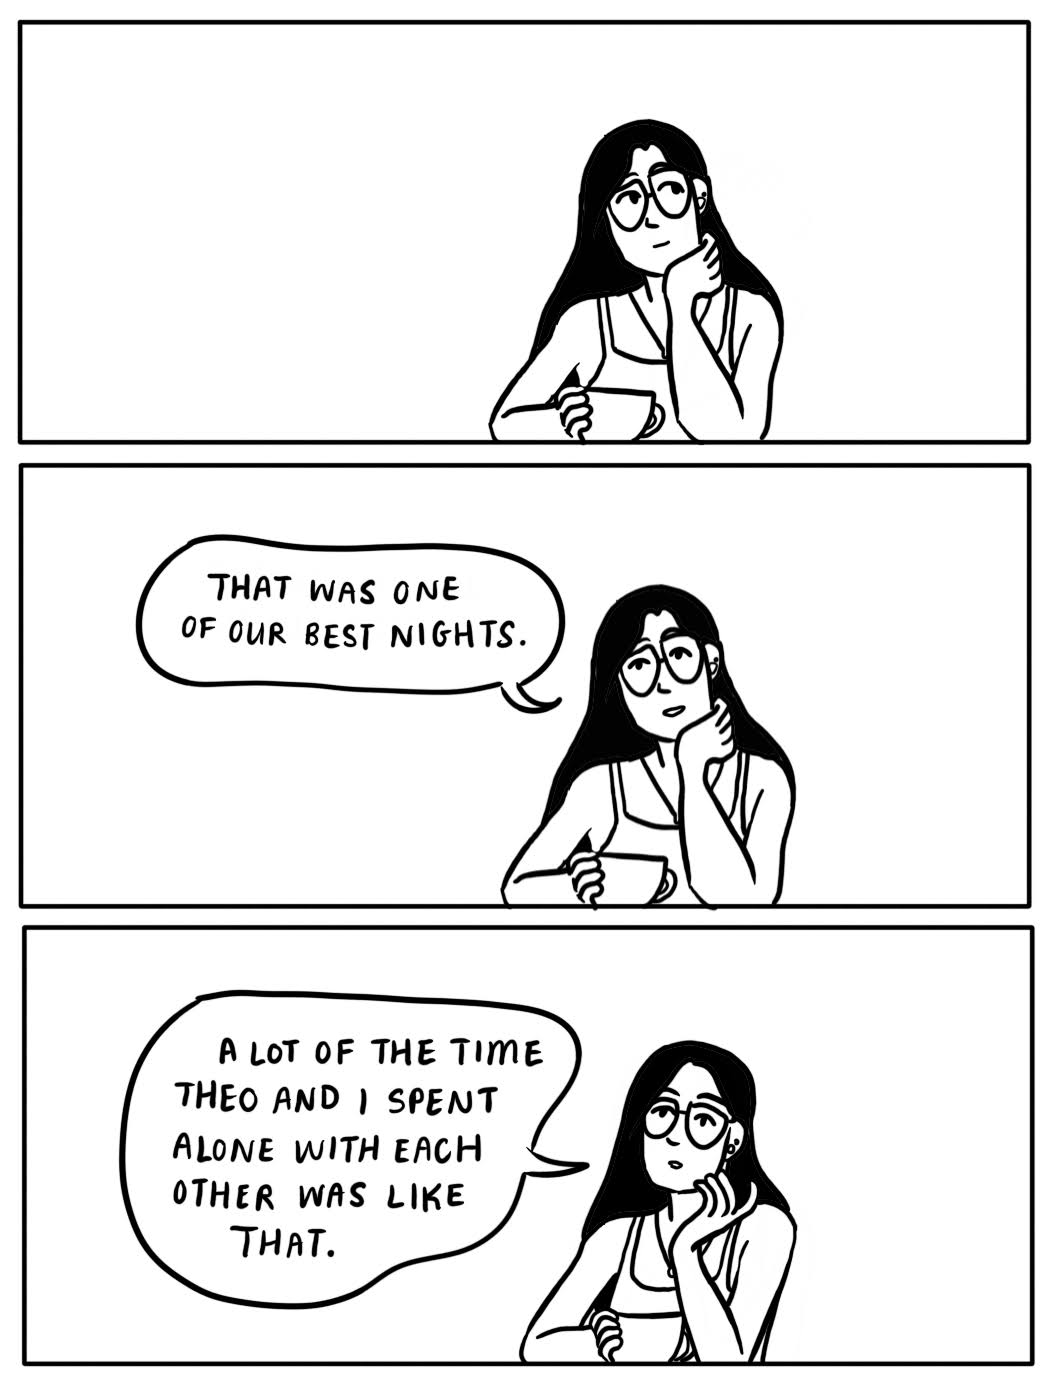 THAT WAS ONE
OF OUR BEST NIGHTS.
A LOT OF THE TIME
THEO AND I SPENT
ALONE WITH EACH
OTHER WAS LIKE
THAT.